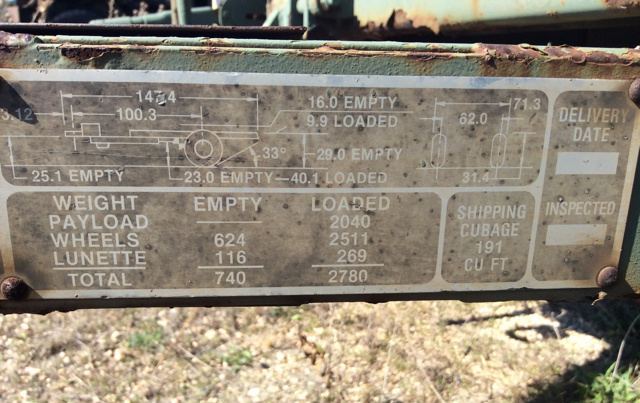 147.4
3.12 100.3
16.0 EMPTY
9.9 LOADED
33°
29.0 EMPTY
25.1 EMPTY
23.0 EMPTY—40.1 LOADED
71.3
62.0
31.4
DELIVERY
DATE
INSPECTED
WEIGHT EMPTY LOADED
PAYLOAD — 2040
WHEELS 624 2511
LUNETTE 116 269
TOTAL 740 2780
SHIPPING
CUBAGE
191
CU FT